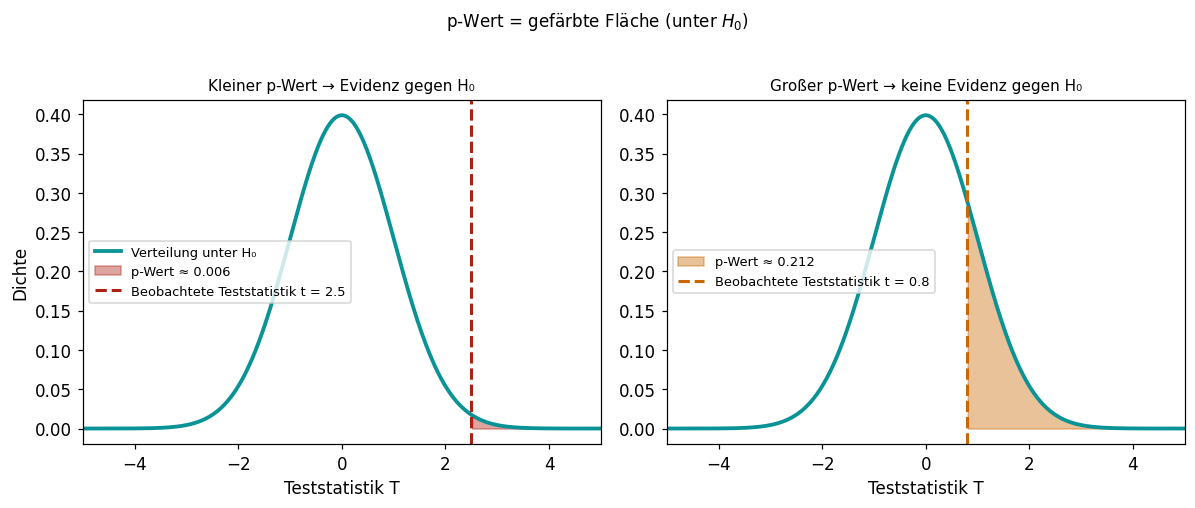 p-Wert = gefärbte Fläche (unter H₀)
Kleiner p-Wert → Evidenz gegen H₀
0.40
0.35
0.30
0.25
0.20
0.15
0.10
0.05
0.00
Dichte
Verteilung unter H₀
p-Wert ≈ 0.006
Beobachtete Teststatistik t = 2.5
−4 −2 0 2 4
Teststatistik T
Großer p-Wert → keine Evidenz gegen H₀
0.40
0.35
0.30
0.25
0.20
0.15
0.10
0.05
0.00
p-Wert ≈ 0.212
Beobachtete Teststatistik t = 0.8
−4 −2 0 2 4
Teststatistik T